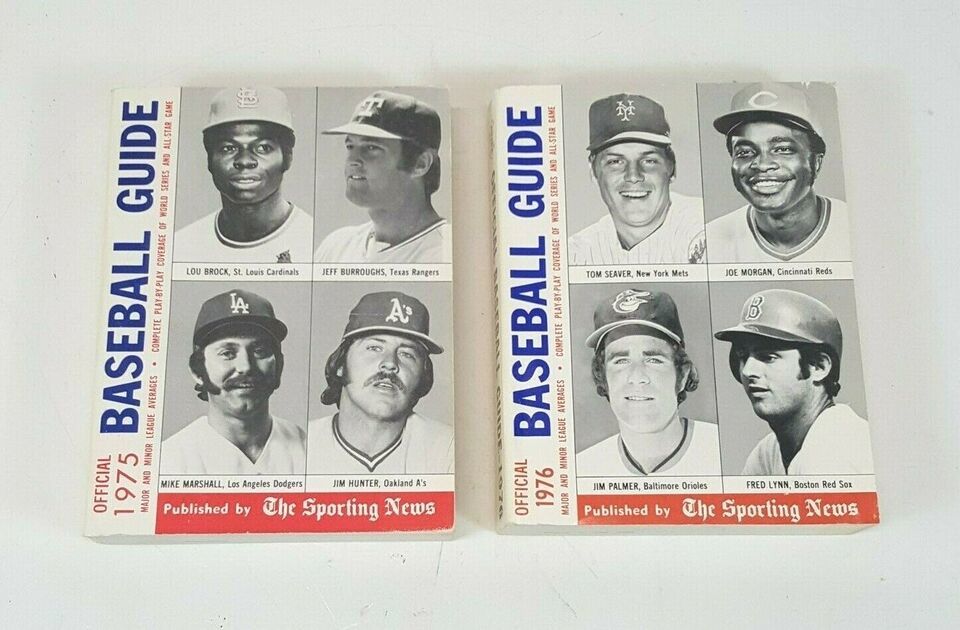 OFFICIAL
1975
BASEBALL GUIDE
MAJOR AND MINOR LEAGUE AVERAGES • COMPLETE PLAY-BY-PLAY COVERAGE OF WORLD SERIES AND ALL-STAR GAME
LOU BROCK, St. Louis Cardinals
JEFF BURROUGHS, Texas Rangers
LA
A's
MIKE MARSHALL, Los Angeles Dodgers
JIM HUNTER, Oakland A's
Published by The Sporting News
OFFICIAL
1976
BASEBALL GUIDE
MAJOR AND MINOR LEAGUE AVERAGES • COMPLETE PLAY-BY-PLAY COVERAGE OF WORLD SERIES AND ALL-STAR GAME
NY
C
TOM SEAVER, New York Mets
JOE MORGAN, Cincinnati Reds
B
JIM PALMER, Baltimore Orioles
FRED LYNN, Boston Red Sox
Published by The Sporting News